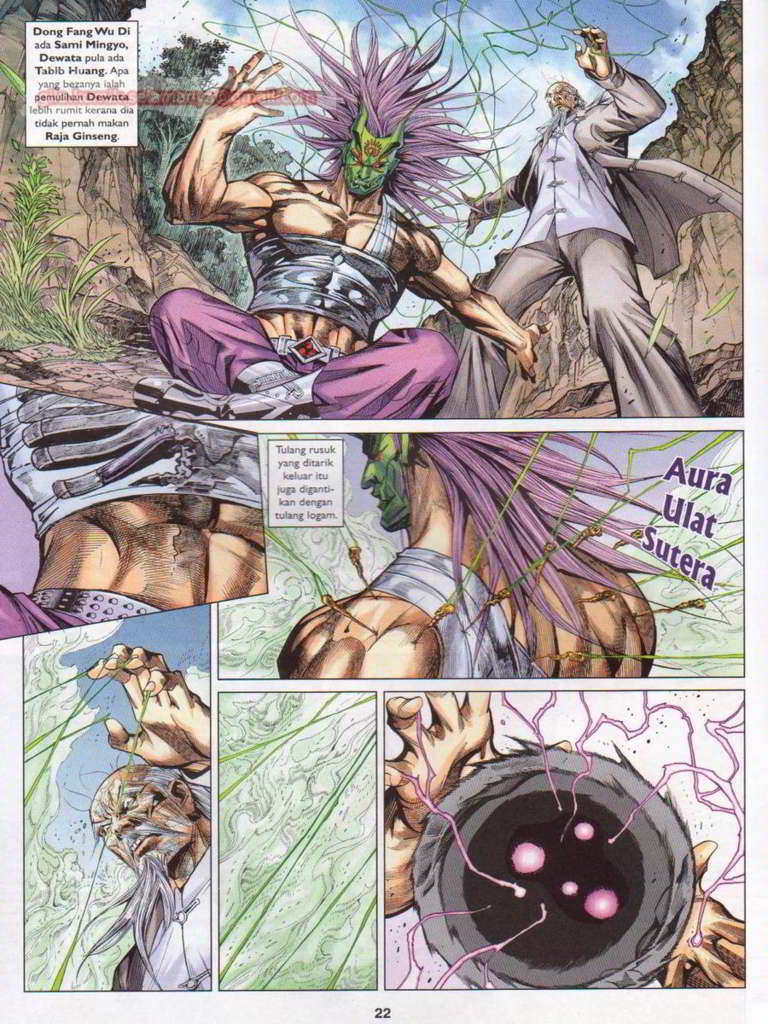 Dong Fang Wu Di
ada Sami Mingyo,
Dewata pula ada
Tabib Huang. Apa
yang bezanya ialah
pemulihan Dewata
lebih rumit kerana dia
tidak pernah makan
Raja Ginseng.
Tulang rusuk
yang ditarik
keluar itu
juga diganti-
kan dengan
tulang logam.
Aura
Ulat
Sutera
22